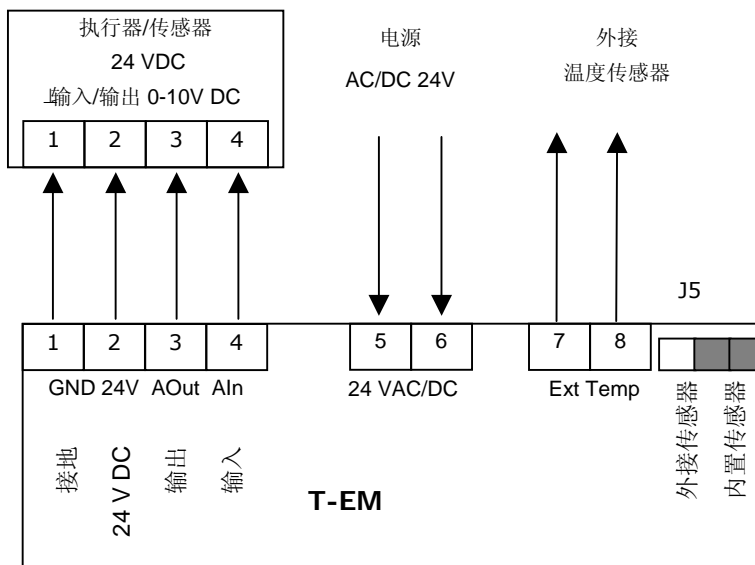 执行器/传感器
24 VDC
输入/输出 0-10V DC
1 2 3 4
电源
AC/DC 24V
外接
温度传感器
J5
1 2 3 4
5 6
7 8
GND 24V AOut AIn
24 VAC/DC
Ext Temp
接地
24 V DC
输出
输入
外接传感器
内置传感器
T-EM